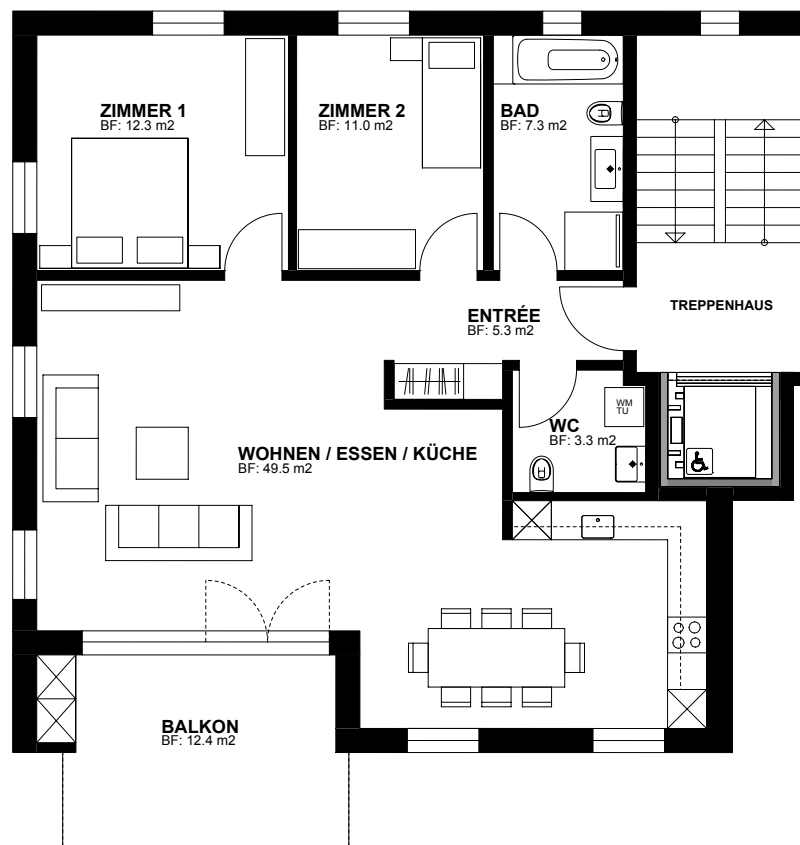 ZIMMER 1
BF: 12.3 m2
ZIMMER 2
BF: 11.0 m2
BAD
BF: 7.3 m2
TREPPENHAUS
ENTRÉE
BF: 5.3 m2
WM
TU
WC
BF: 3.3 m2
WOHNEN / ESSEN / KÜCHE
BF: 49.5 m2
BALKON
BF: 12.4 m2